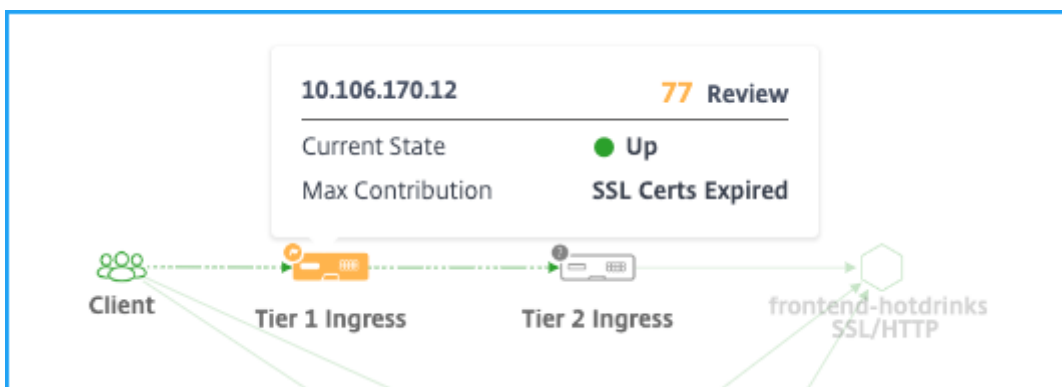 10.106.170.12 77 Review
Current State Up
Max Contribution SSL Certs Expired
Client
Tier 1 Ingress
Tier 2 Ingress
frontend-hotdrinks
SSL/HTTP